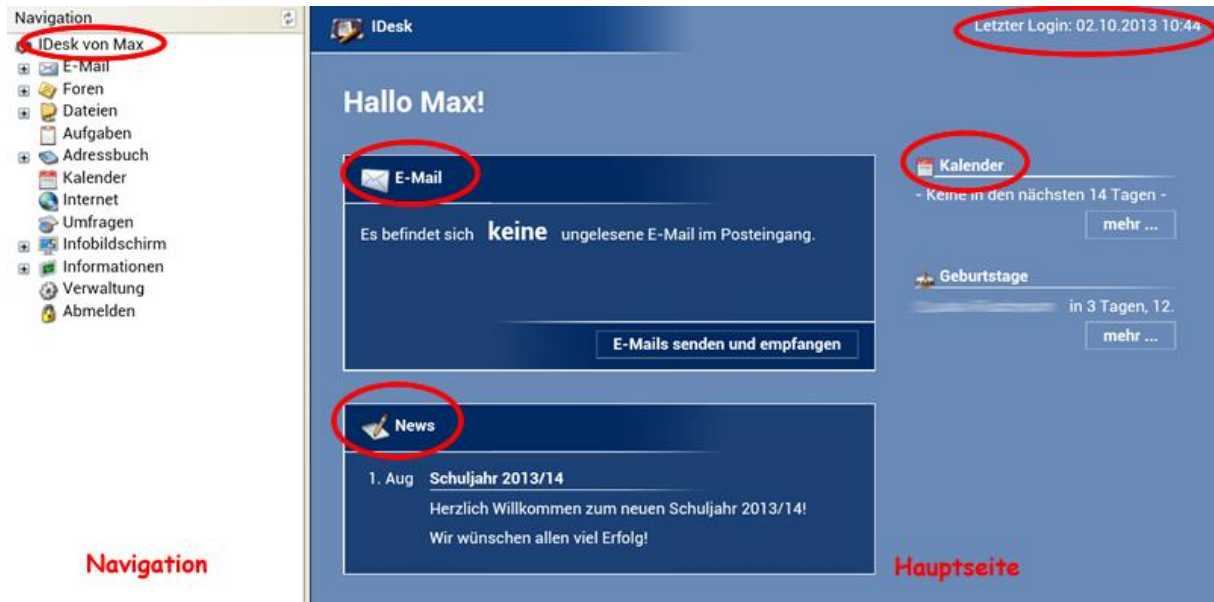 Navigation
IDesk von Max
E-Mail
Foren
Dateien
Aufgaben
Adressbuch
Kalender
Internet
Umfragen
Infobildschirm
Informationen
Verwaltung
Abmelden
Navigation
IDesk
Letzter Login: 02.10.2013 10:44
Hallo Max!
E-Mail
Es befindet sich keine ungelesene E-Mail im Posteingang.
E-Mails senden und empfangen
News
1. Aug Schuljahr 2013/14
Herzlich Willkommen zum neuen Schuljahr 2013/14!
Wir wünschen allen viel Erfolg!
Kalender
- Keine in den nächsten 14 Tagen -
mehr ...
Geburtstage
in 3 Tagen, 12.
mehr ...
Hauptseite